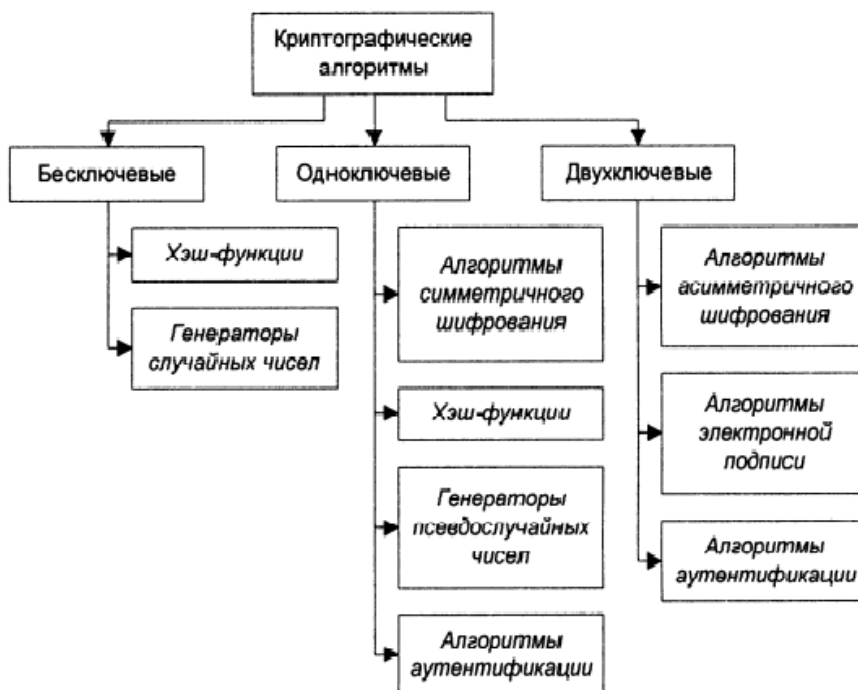 Криптографические
алгоритмы
Бесключевые
Одноключевые
Двухключевые
Хэш-функции
Генераторы
случайных чисел
Алгоритмы
симметричного
шифрования
Хэш-функции
Генераторы
псевдослучайных
чисел
Алгоритмы
аутентификации
Алгоритмы
асимметричного
шифрования
Алгоритмы
электронной
подписи
Алгоритмы
аутентификации